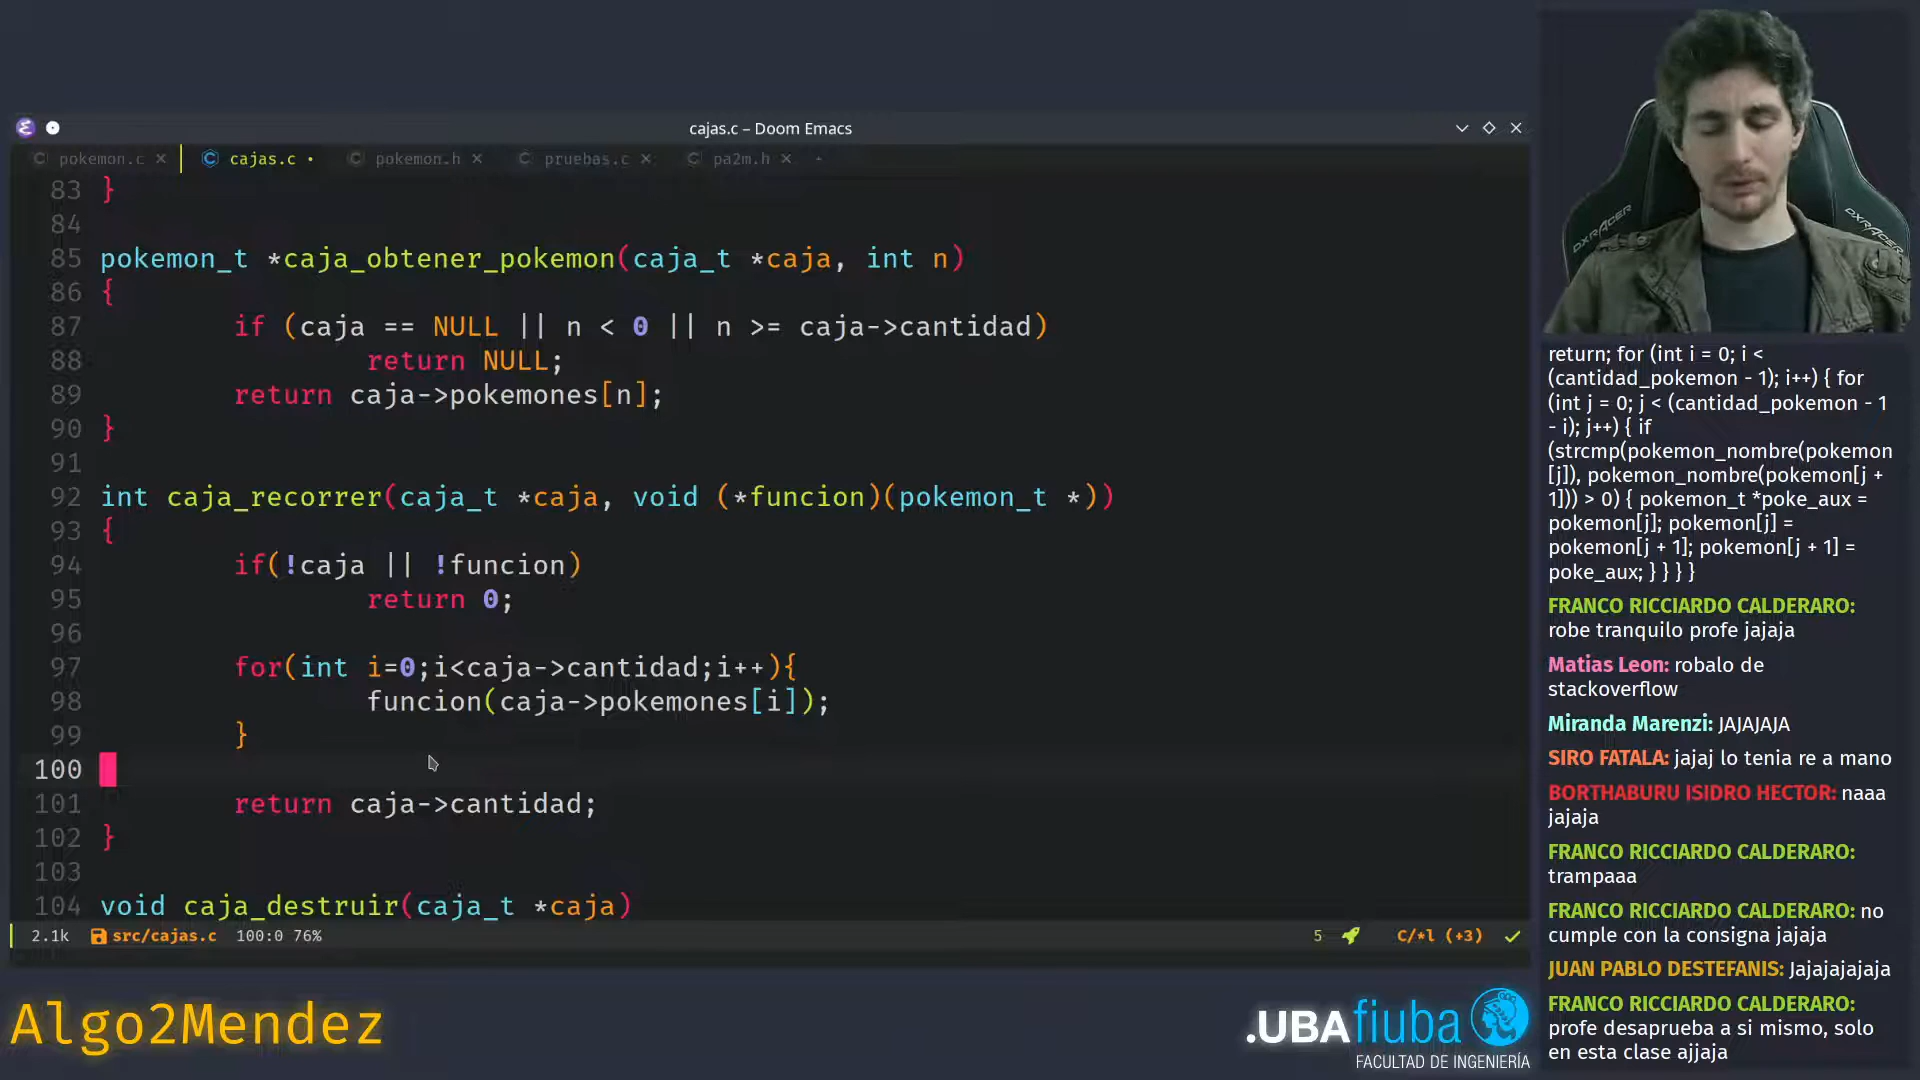 cajas.c – Doom Emacs
pokemon.c
cajas.c
pokemon.h
pruebas.c
pa2m.h
83 }
84
85 pokemon_t *caja_obtener_pokemon(caja_t *caja, int n)
86 {
87 if (caja == NULL || n < 0 || n >= caja->cantidad)
88 return NULL;
89 return caja->pokemones[n];
90 }
91
92 int caja_recorrer(caja_t *caja, void (*funcion)(pokemon_t *))
93 {
94 if(!caja || !funcion)
95 return 0;
96
97 for(int i=0;i<caja->cantidad;i++){
98 funcion(caja->pokemones[i]);
99 }
100
101 return caja->cantidad;
102 }
103
104 void caja_destruir(caja_t *caja)
2.1k src/cajas.c 100:0 76% 5 C/*l (+3)
Algo2Mendez
.UBAfiuba
FACULTAD DE INGENIERÍA
DXRACER
DXRACER
return; for (int i = 0; i <
(cantidad_pokemon - 1); i++) { for
(int j = 0; j < (cantidad_pokemon - 1
- i); j++) { if
(strcmp(pokemon_nombre(pokemon
[j]), pokemon_nombre(pokemon[j +
1])) > 0) { pokemon_t *poke_aux =
pokemon[j]; pokemon[j] =
pokemon[j + 1]; pokemon[j + 1] =
poke_aux; } } } }
FRANCO RICCIARDO CALDERARO:
robe tranquilo profe jajaja
Matias Leon: robalo de
stackoverflow
Miranda Marenzi: JAJAJAJA
SIRO FATALA: jajaj lo tenia re a mano
BORTHABURU ISIDRO HECTOR: naaa
jajaja
FRANCO RICCIARDO CALDERARO:
trampaaa
FRANCO RICCIARDO CALDERARO: no
cumple con la consigna jajaja
JUAN PABLO DESTEFANIS: Jajajajajaja
FRANCO RICCIARDO CALDERARO:
profe desaprueba a si mismo, solo
en esta clase ajjaja